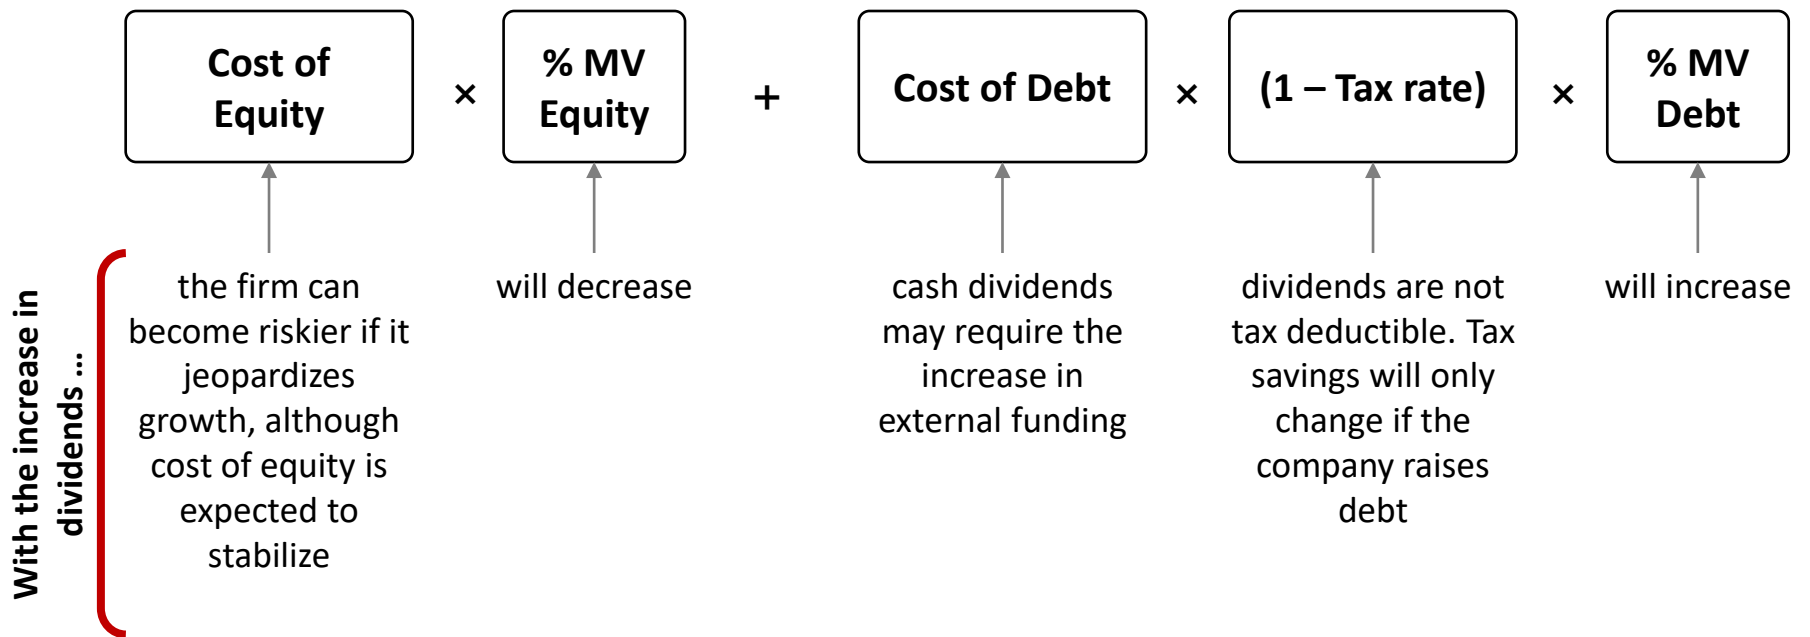 Cost of
Equity
×
% MV
Equity
+
Cost of Debt
×
(1 – Tax rate)
×
% MV
Debt
With the increase in
dividends ...
the firm can
become riskier if it
jeopardizes
growth, although
cost of equity is
expected to
stabilize
will decrease
cash dividends
may require the
increase in
external funding
dividends are not
tax deductible. Tax
savings will only
change if the
company raises
debt
will increase